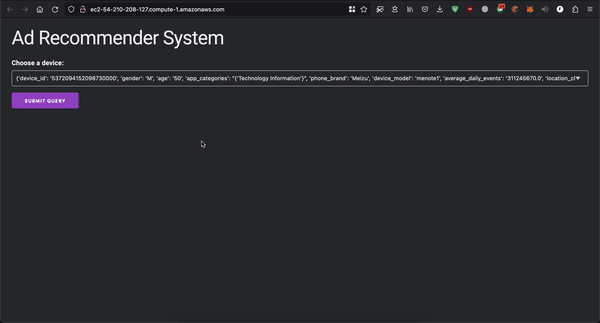 ec2-54-210-208-127.compute-1.amazonaws.com
Ad Recommender System
Choose a device:
{'device_id': '5372094152098730000', 'gender': 'M', 'age': '50', 'app_categories': "{'Technology Information'}", 'phone_brand': 'Meizu', 'device_model': 'menote1', 'average_daily_events': '311245670.0', 'location_cl
SUBMIT QUERY